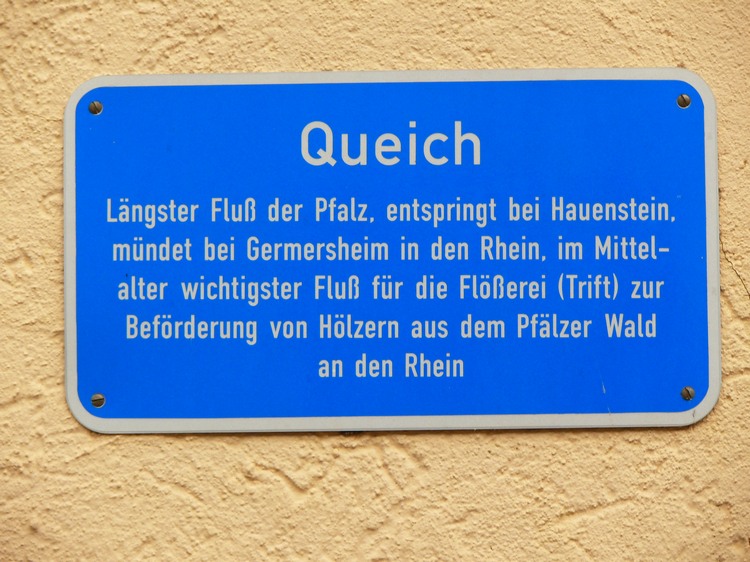 Queich
Längster Fluß der Pfalz, entspringt bei Hauenstein,
mündet bei Germersheim in den Rhein, im Mittel-
alter wichtigster Fluß für die Flößerei (Trift) zur
Beförderung von Hölzern aus dem Pfälzer Wald
an den Rhein